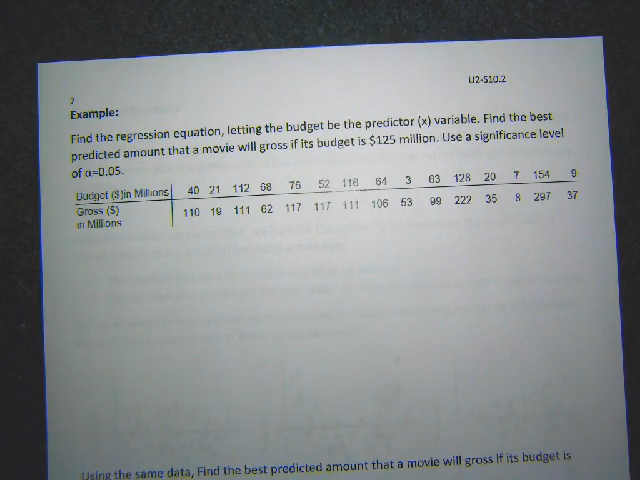 U2-S10.2
7
Example:
Find the regression equation, letting the budget be the predictor (x) variable. Find the best
predicted amount that a movie will gross if its budget is $125 million. Use a significance level
of α=0.05.
Budget ($)in Millions 40 21 112 68 76 52 118 64 3 63 128 20 7 154 9
Gross ($) 110 19 111 62 117 117 111 106 53 99 222 35 8 297 37
in Millions
Using the same data, Find the best predicted amount that a movie will gross if its budget is